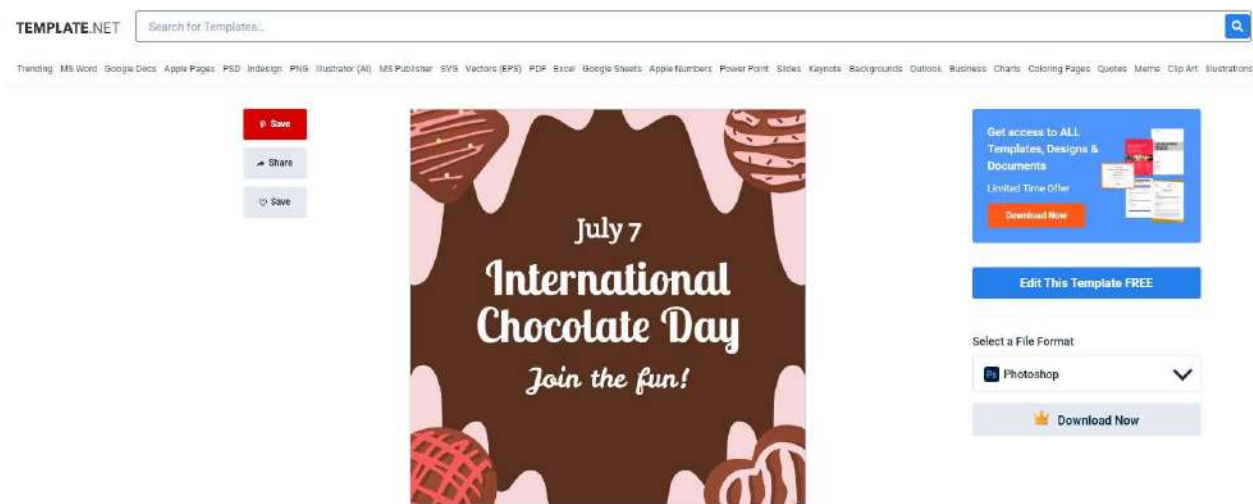 TEMPLATE.NET
Search for Templates...
Trending MS Word Google Docs Apple Pages PSD Indesign PNG Illustrator (AI) MS Publisher SVG Vectors (EPS) PDF Excel Google Sheets Apple Numbers Power Point Slides Keynote Backgrounds Outlook Business Charts Coloring Pages Quotes Meme Clip Art Illustrations
Save
Share
Save
July 7
International
Chocolate Day
Join the fun!
Get access to ALL
Templates, Designs &
Documents
Limited Time Offer
Download Now
Edit This Template FREE
Select a File Format
Ps Photoshop
Download Now